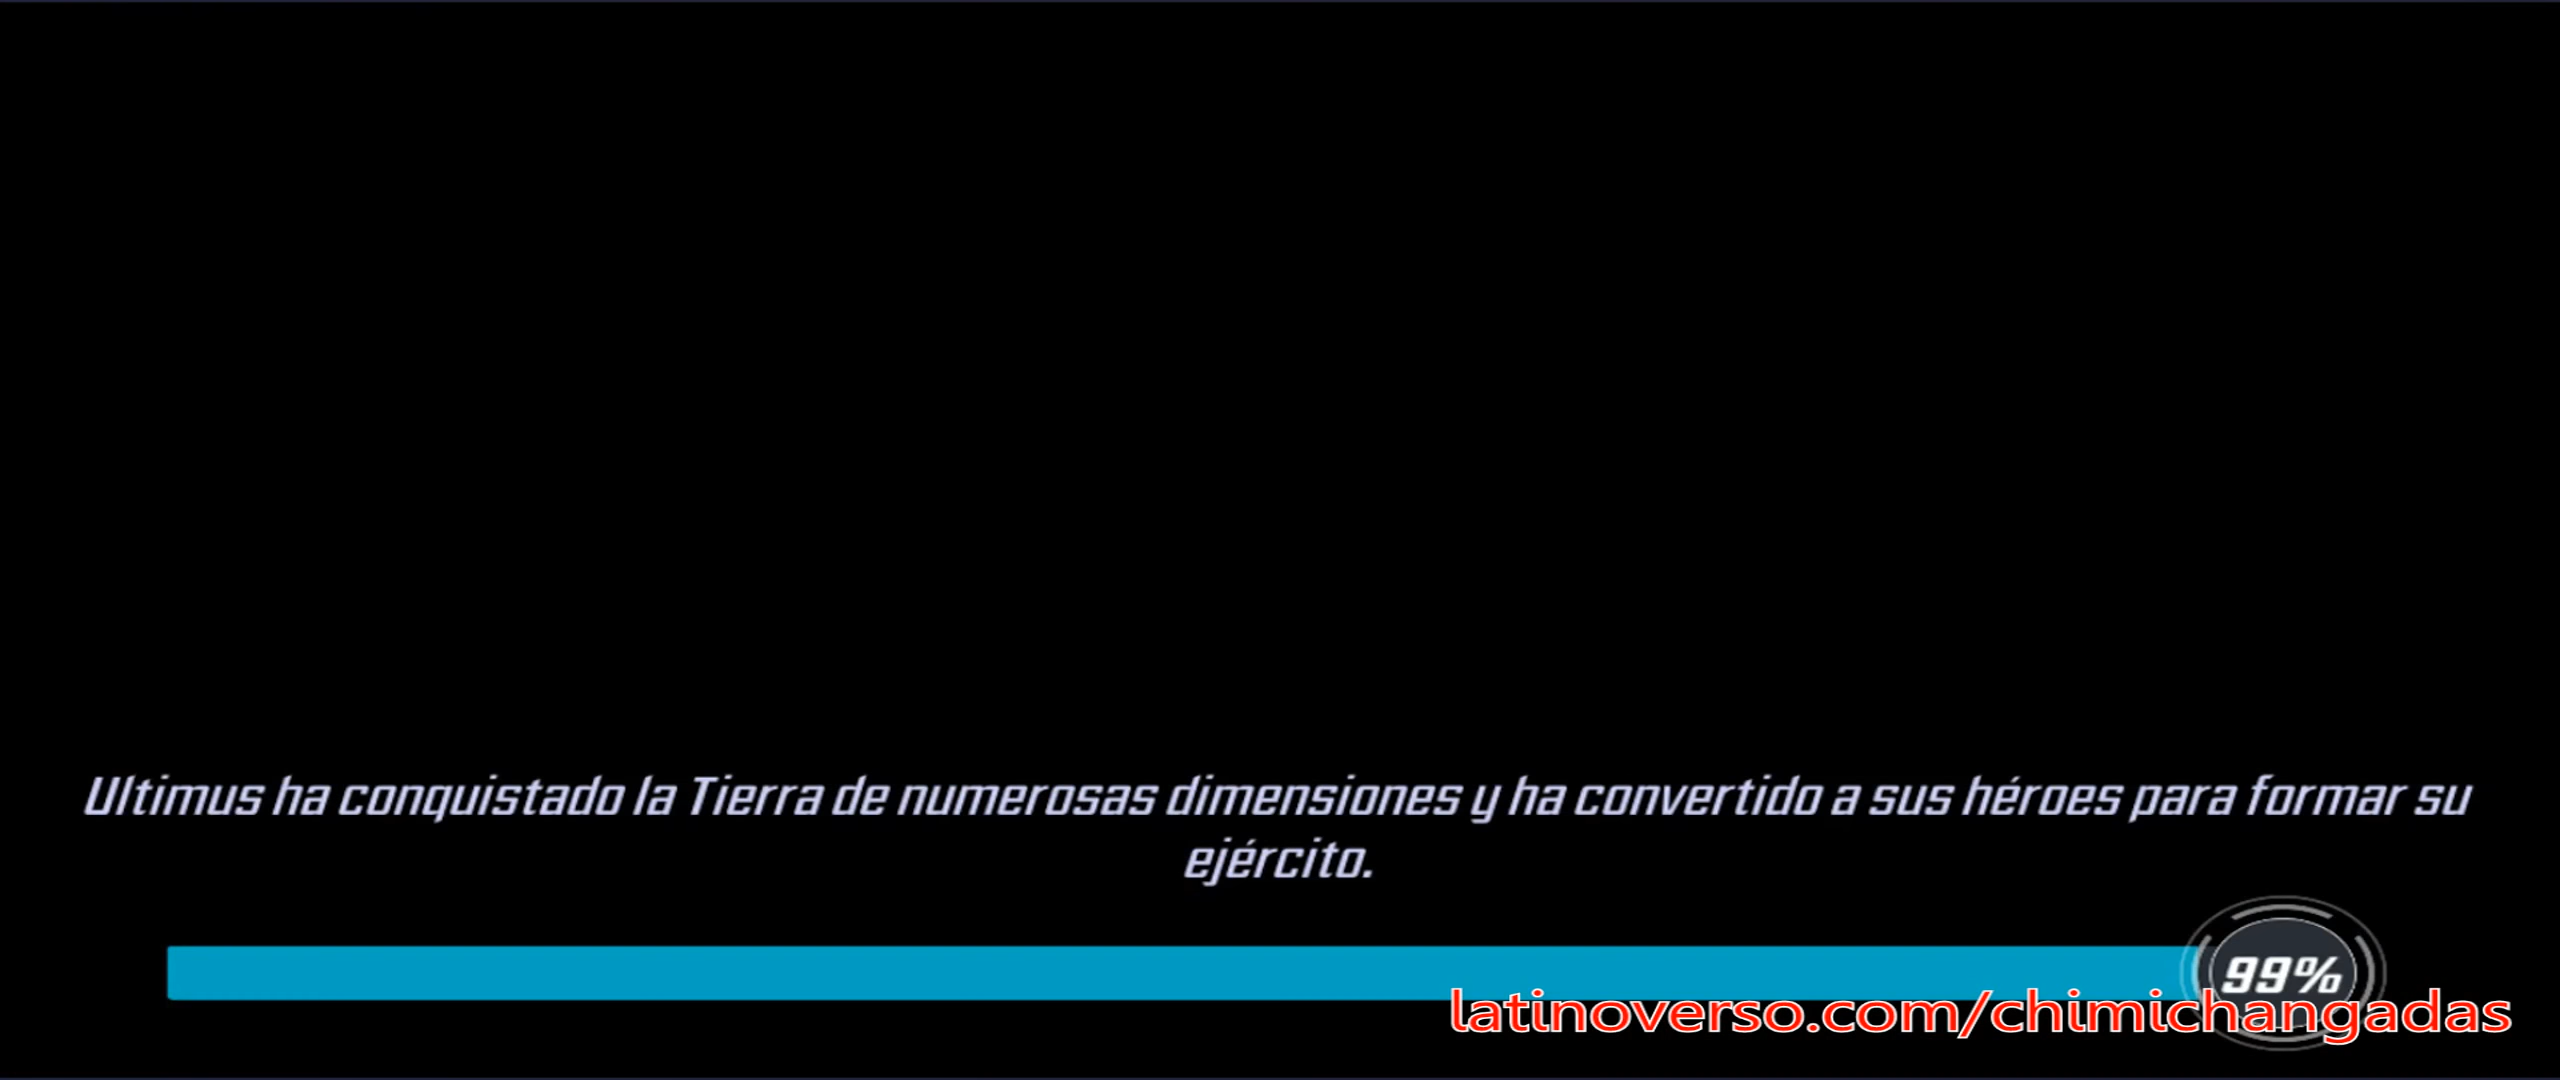 Ultimus ha conquistado la Tierra de numerosas dimensiones y ha convertido a sus héroes para formar su
ejército.
99%
latinoverso.com/chimichangadas